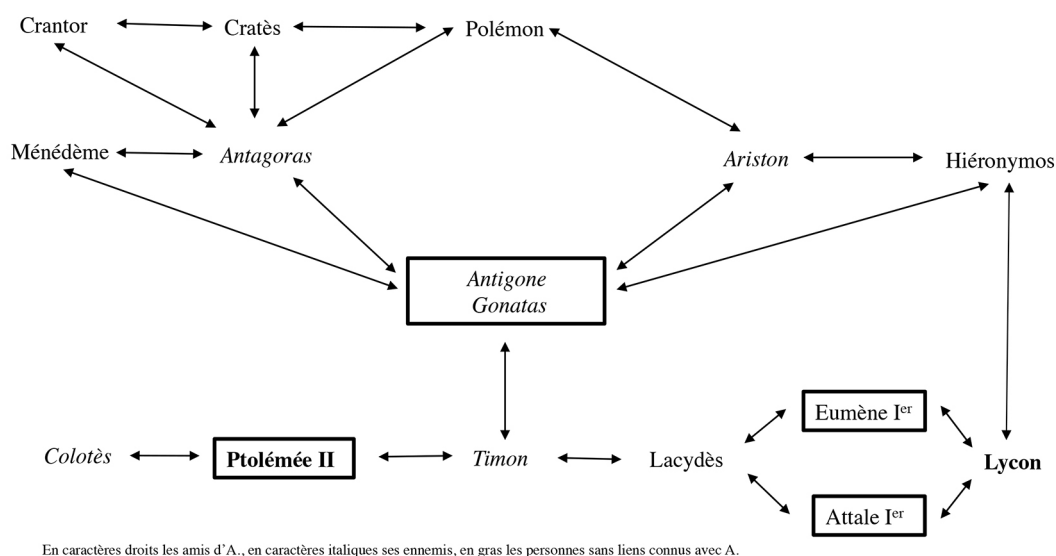 Crantor
Cratès
Polémon
Ménédème
Antagoras
Ariston
Hiéronymos
Antigone
Gonatas
Eumène Ier
Colotès
Ptolémée II
Timon
Lacydès
Lycon
Attale Ier
En caractères droits les amis d'A., en caractères italiques ses ennemis, en gras les personnes sans liens connus avec A.